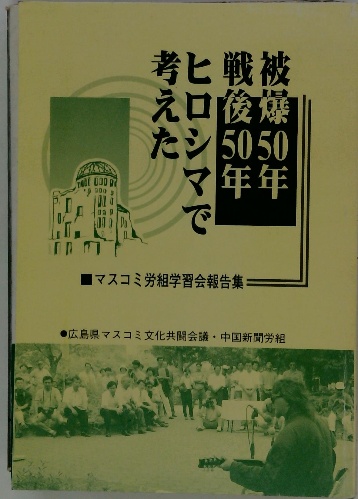 被爆50年
戦後50年
ヒロシマで
考えた
■マスコミ労組学習会報告集
●広島県マスコミ文化共闘会議・中国新聞労組